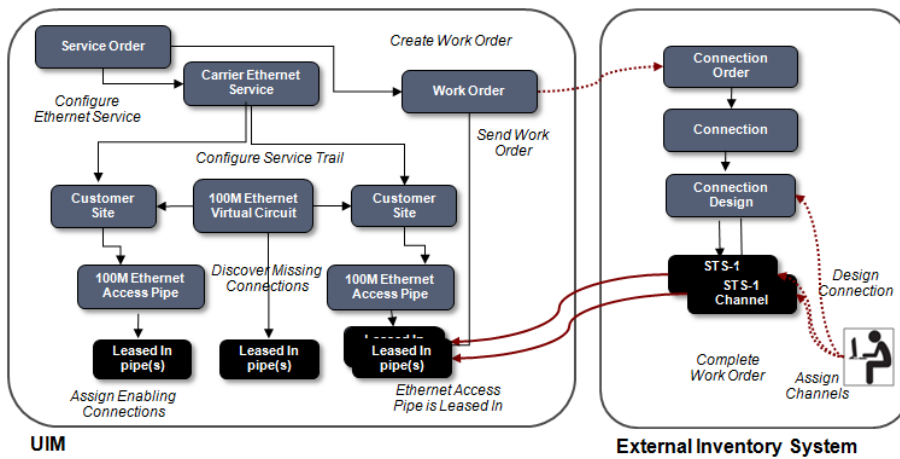 Service Order
Create Work Order
Carrier Ethernet
Service
Work Order
Configure
Ethernet Service
Send Work
Order
Configure Service Trail
Customer
Site
100M Ethernet
Virtual Circuit
Customer
Site
Discover Missing
Connections
100M Ethernet
Access Pipe
100M Ethernet
Access Pipe
Leased In
pipe(s)
Leased In
pipe(s)
Leased In
Leased In
pipe(s)
Assign Enabling
Connections
Ethernet Access
Pipe is Leased In
UIM
Connection
Order
Connection
Connection
Design
STS-1
STS-1
Channel
Design
Connection
Complete
Work Order
Assign
Channels
External Inventory System